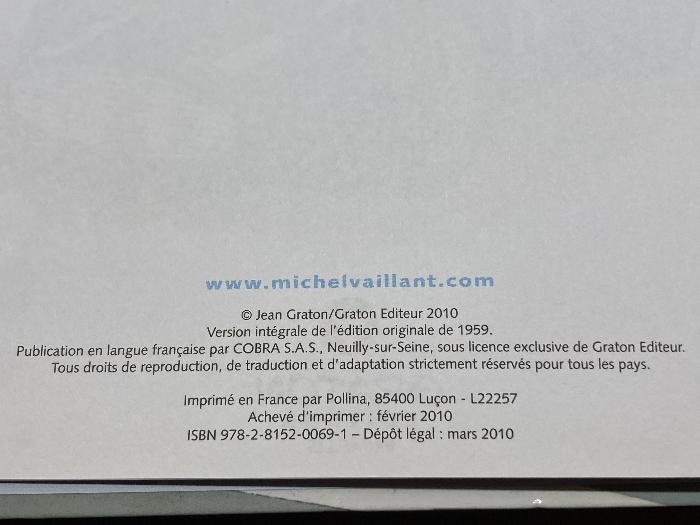 www.michelvaillant.com
© Jean Graton/Graton Editeur 2010
Version intégrale de l'édition originale de 1959.
Publication en langue française par COBRA S.A.S., Neuilly-sur-Seine, sous licence exclusive de Graton Editeur.
Tous droits de reproduction, de traduction et d'adaptation strictement réservés pour tous les pays.
Imprimé en France par Pollina, 85400 Luçon - L22257
Achevé d'imprimer : février 2010
ISBN 978-2-8152-0069-1 – Dépôt légal : mars 2010